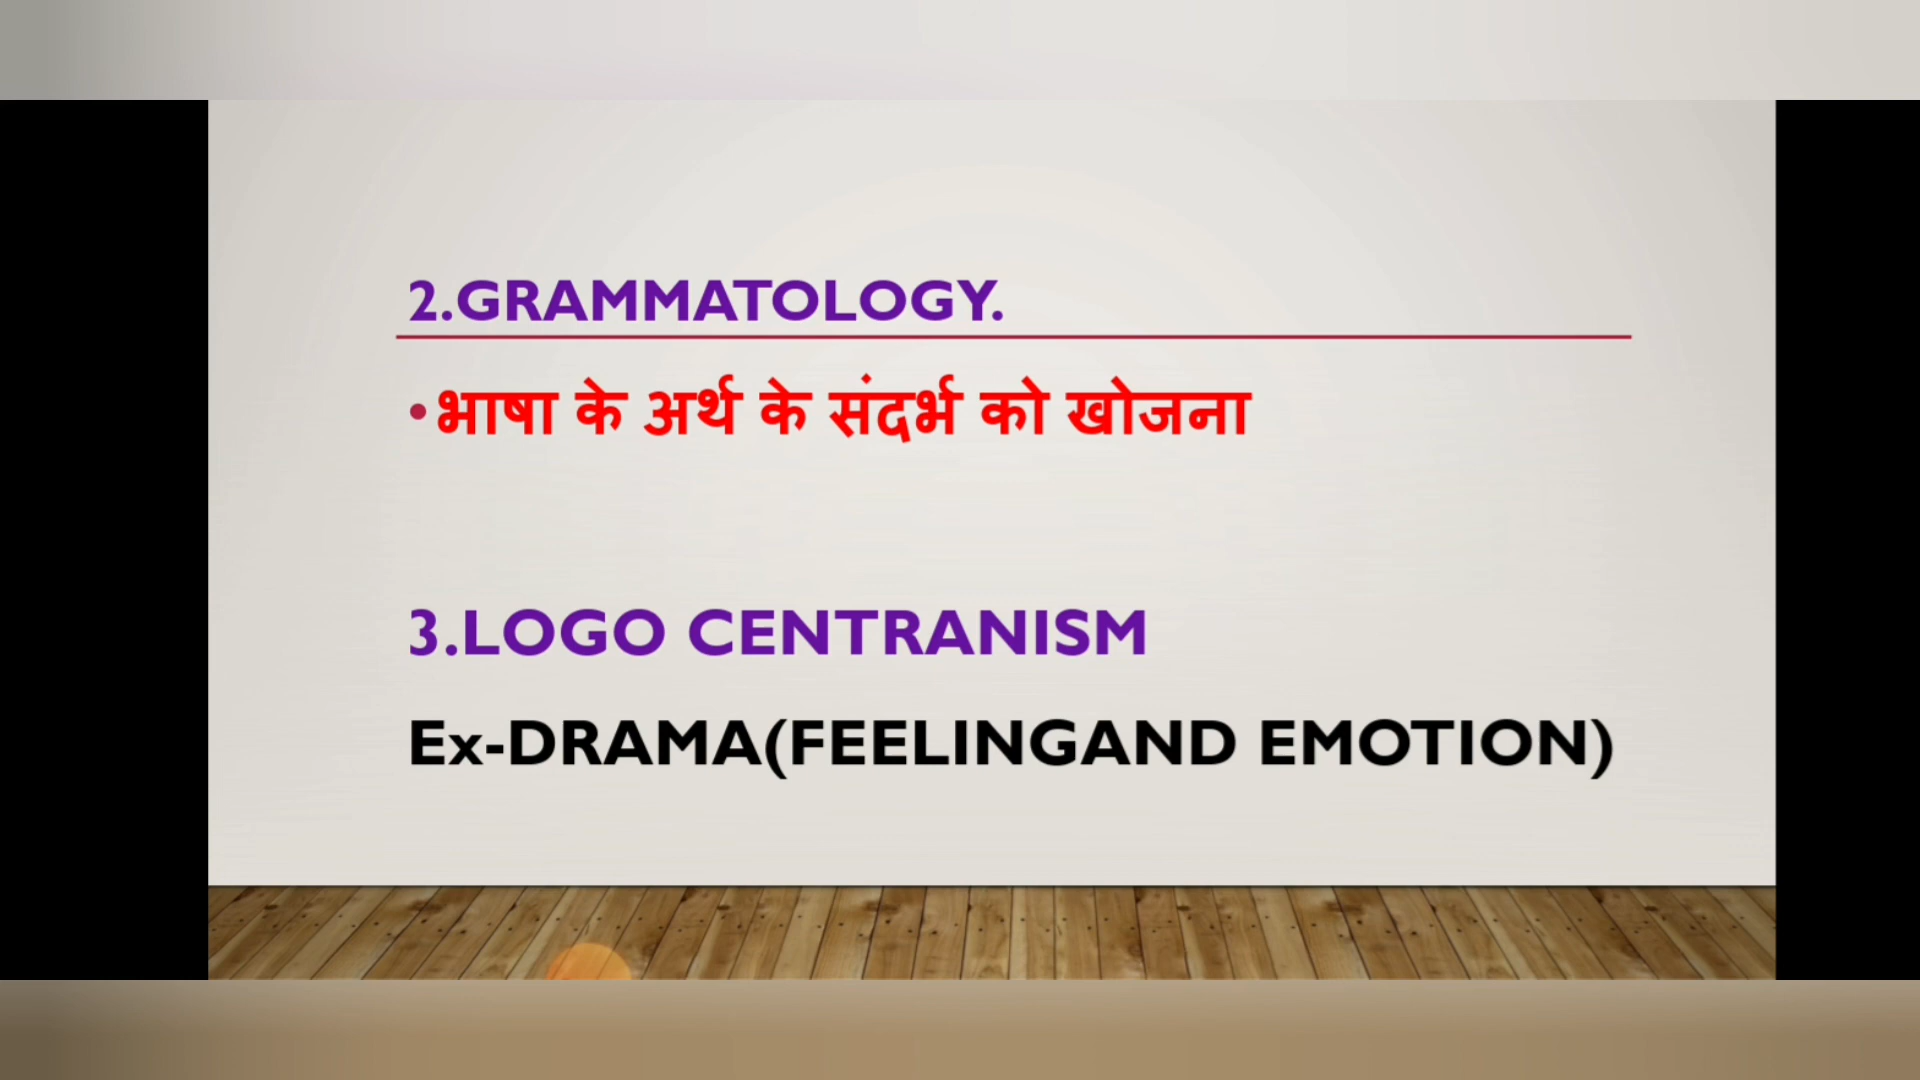 2.GRAMMATOLOGY.
•भाषा के अर्थ के संदर्भ को खोजना
3.LOGO CENTRANISM
Ex-DRAMA(FEELINGAND EMOTION)